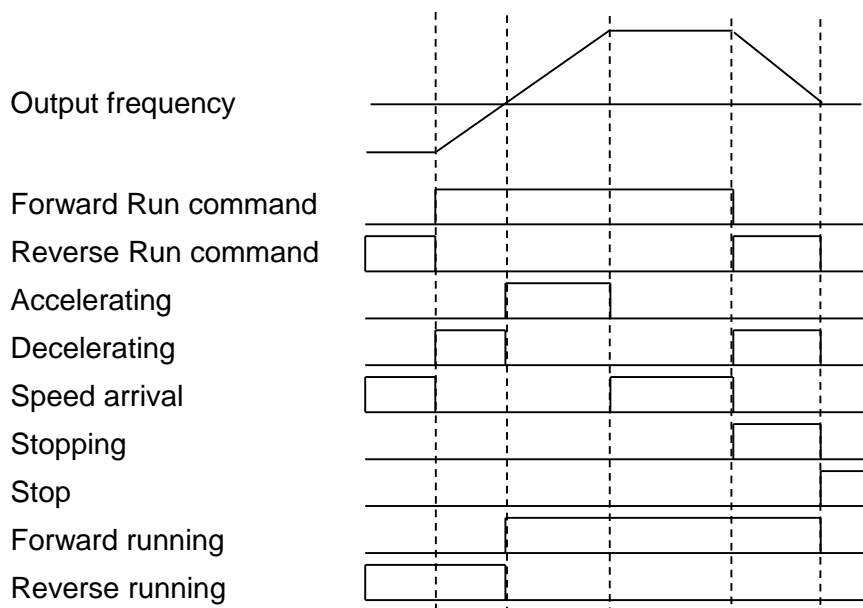 Output frequency
Forward Run command
Reverse Run command
Accelerating
Decelerating
Speed arrival
Stopping
Stop
Forward running
Reverse running